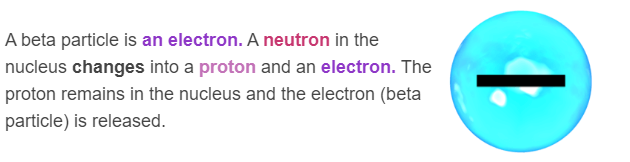 A beta particle is an electron. A neutron in the
nucleus changes into a proton and an electron. The
proton remains in the nucleus and the electron (beta
particle) is released.